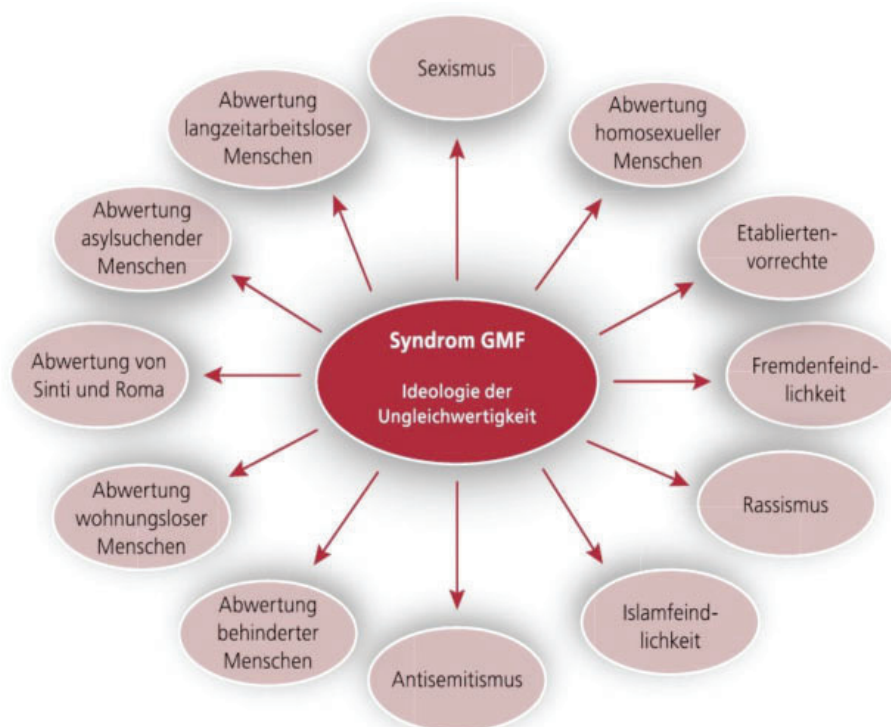 Sexismus
Abwertung
homosexueller
Menschen
Etablierten-
vorrechte
Fremdenfeind-
lichkeit
Rassismus
Islamfeind-
lichkeit
Antisemitismus
Abwertung
behinderter
Menschen
Abwertung
wohnungsloser
Menschen
Abwertung von
Sinti und Roma
Abwertung
asylsuchender
Menschen
Abwertung
langzeitarbeitsloser
Menschen
Syndrom GMF
Ideologie der
Ungleichwertigkeit